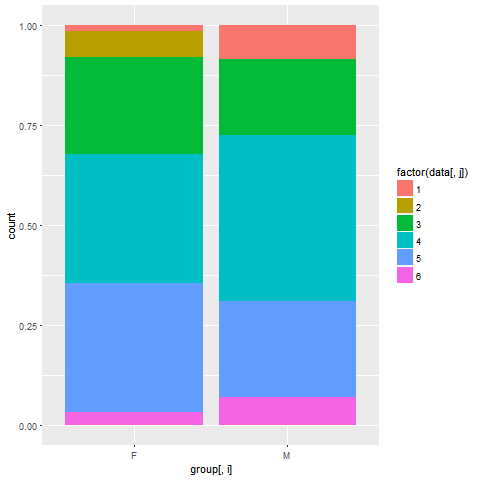 1.00
0.75
0.50
0.25
0.00
count
F
M
group[, i]
factor(data[, j])
1
2
3
4
5
6